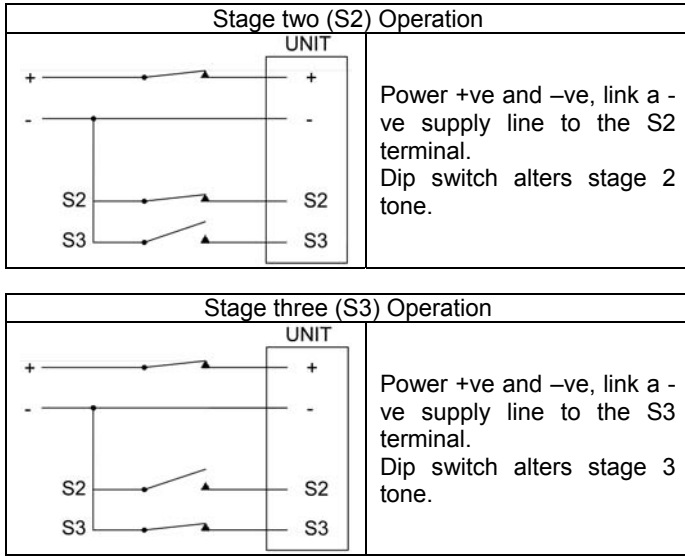 Stage two (S2) Operation
UNIT
+ +
- -
S2 S2
S3 S3
Power +ve and –ve, link a -
ve supply line to the S2
terminal.
Dip switch alters stage 2
tone.
Stage three (S3) Operation
UNIT
+ +
- -
S2 S2
S3 S3
Power +ve and –ve, link a -
ve supply line to the S3
terminal.
Dip switch alters stage 3
tone.